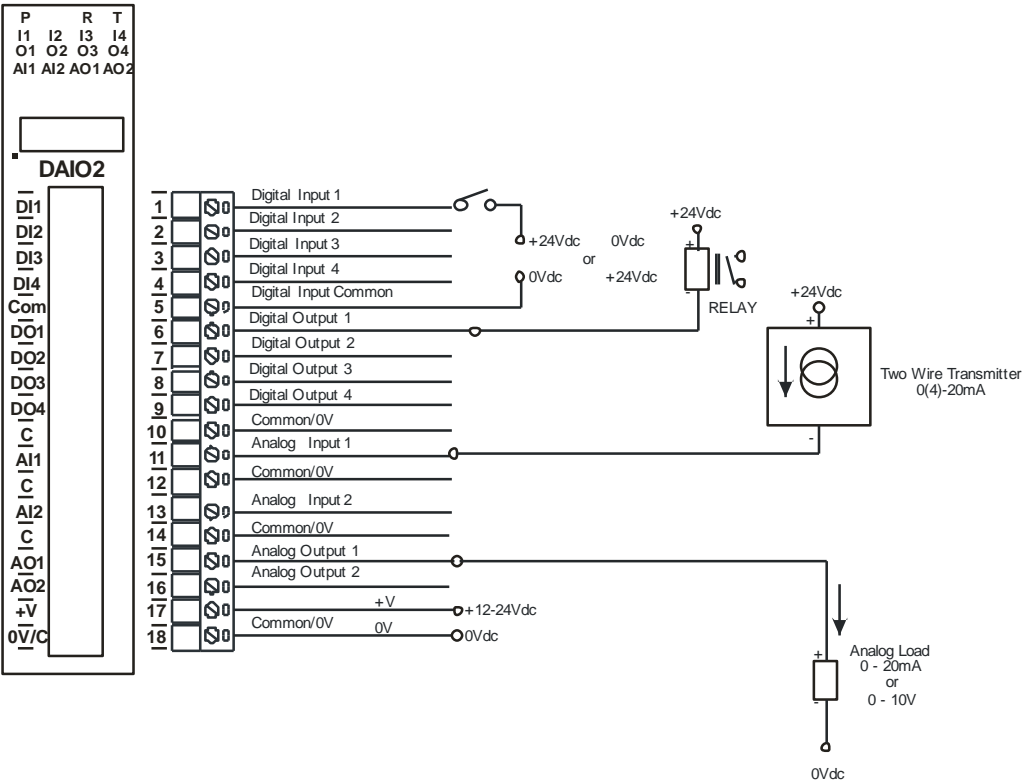 P R T
I1 I2 I3 I4
O1 O2 O3 O4
AI1 AI2 AO1 AO2
DAIO2
DI1
DI2
DI3
DI4
Com
DO1
DO2
DO3
DO4
C
AI1
C
AI2
C
AO1
AO2
+V
0V/C
1 Digital Input 1
2 Digital Input 2
3 Digital Input 3
4 Digital Input 4
5 Digital Input Common
6 Digital Output 1
7 Digital Output 2
8 Digital Output 3
9 Digital Output 4
10 Common/0V
11 Analog Input 1
12 Common/0V
13 Analog Input 2
14 Common/0V
15 Analog Output 1
16 Analog Output 2
17 +V +12-24Vdc
18 Common/0V 0V 0Vdc
+24Vdc 0Vdc
or
0Vdc +24Vdc
+24Vdc
+
-
RELAY
+24Vdc
+
-
Two Wire Transmitter
0(4)-20mA
+
-
Analog Load
0 - 20mA
or
0 - 10V
0Vdc